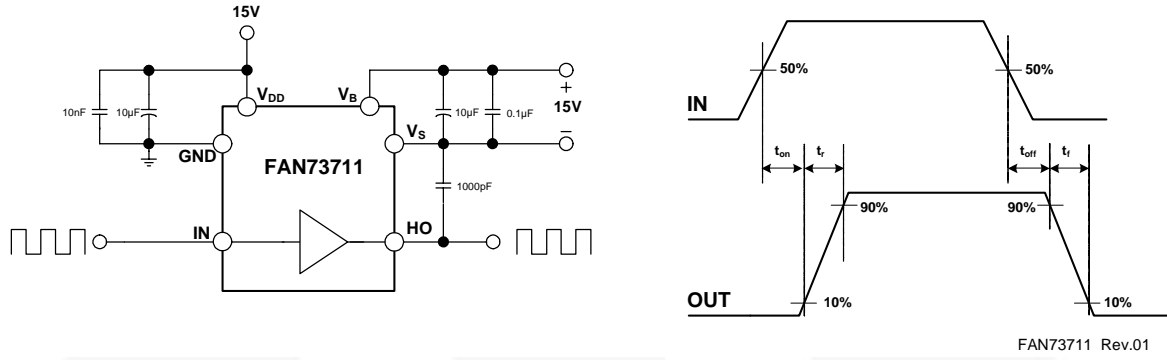 15V
10nF
10µF
VDD
VB
10µF
0.1µF
+
15V
−
VS
GND
FAN73711
1000pF
IN
HO
IN
50%
50%
ton
tr
toff
tf
90%
90%
OUT
10%
10%
FAN73711 Rev.01